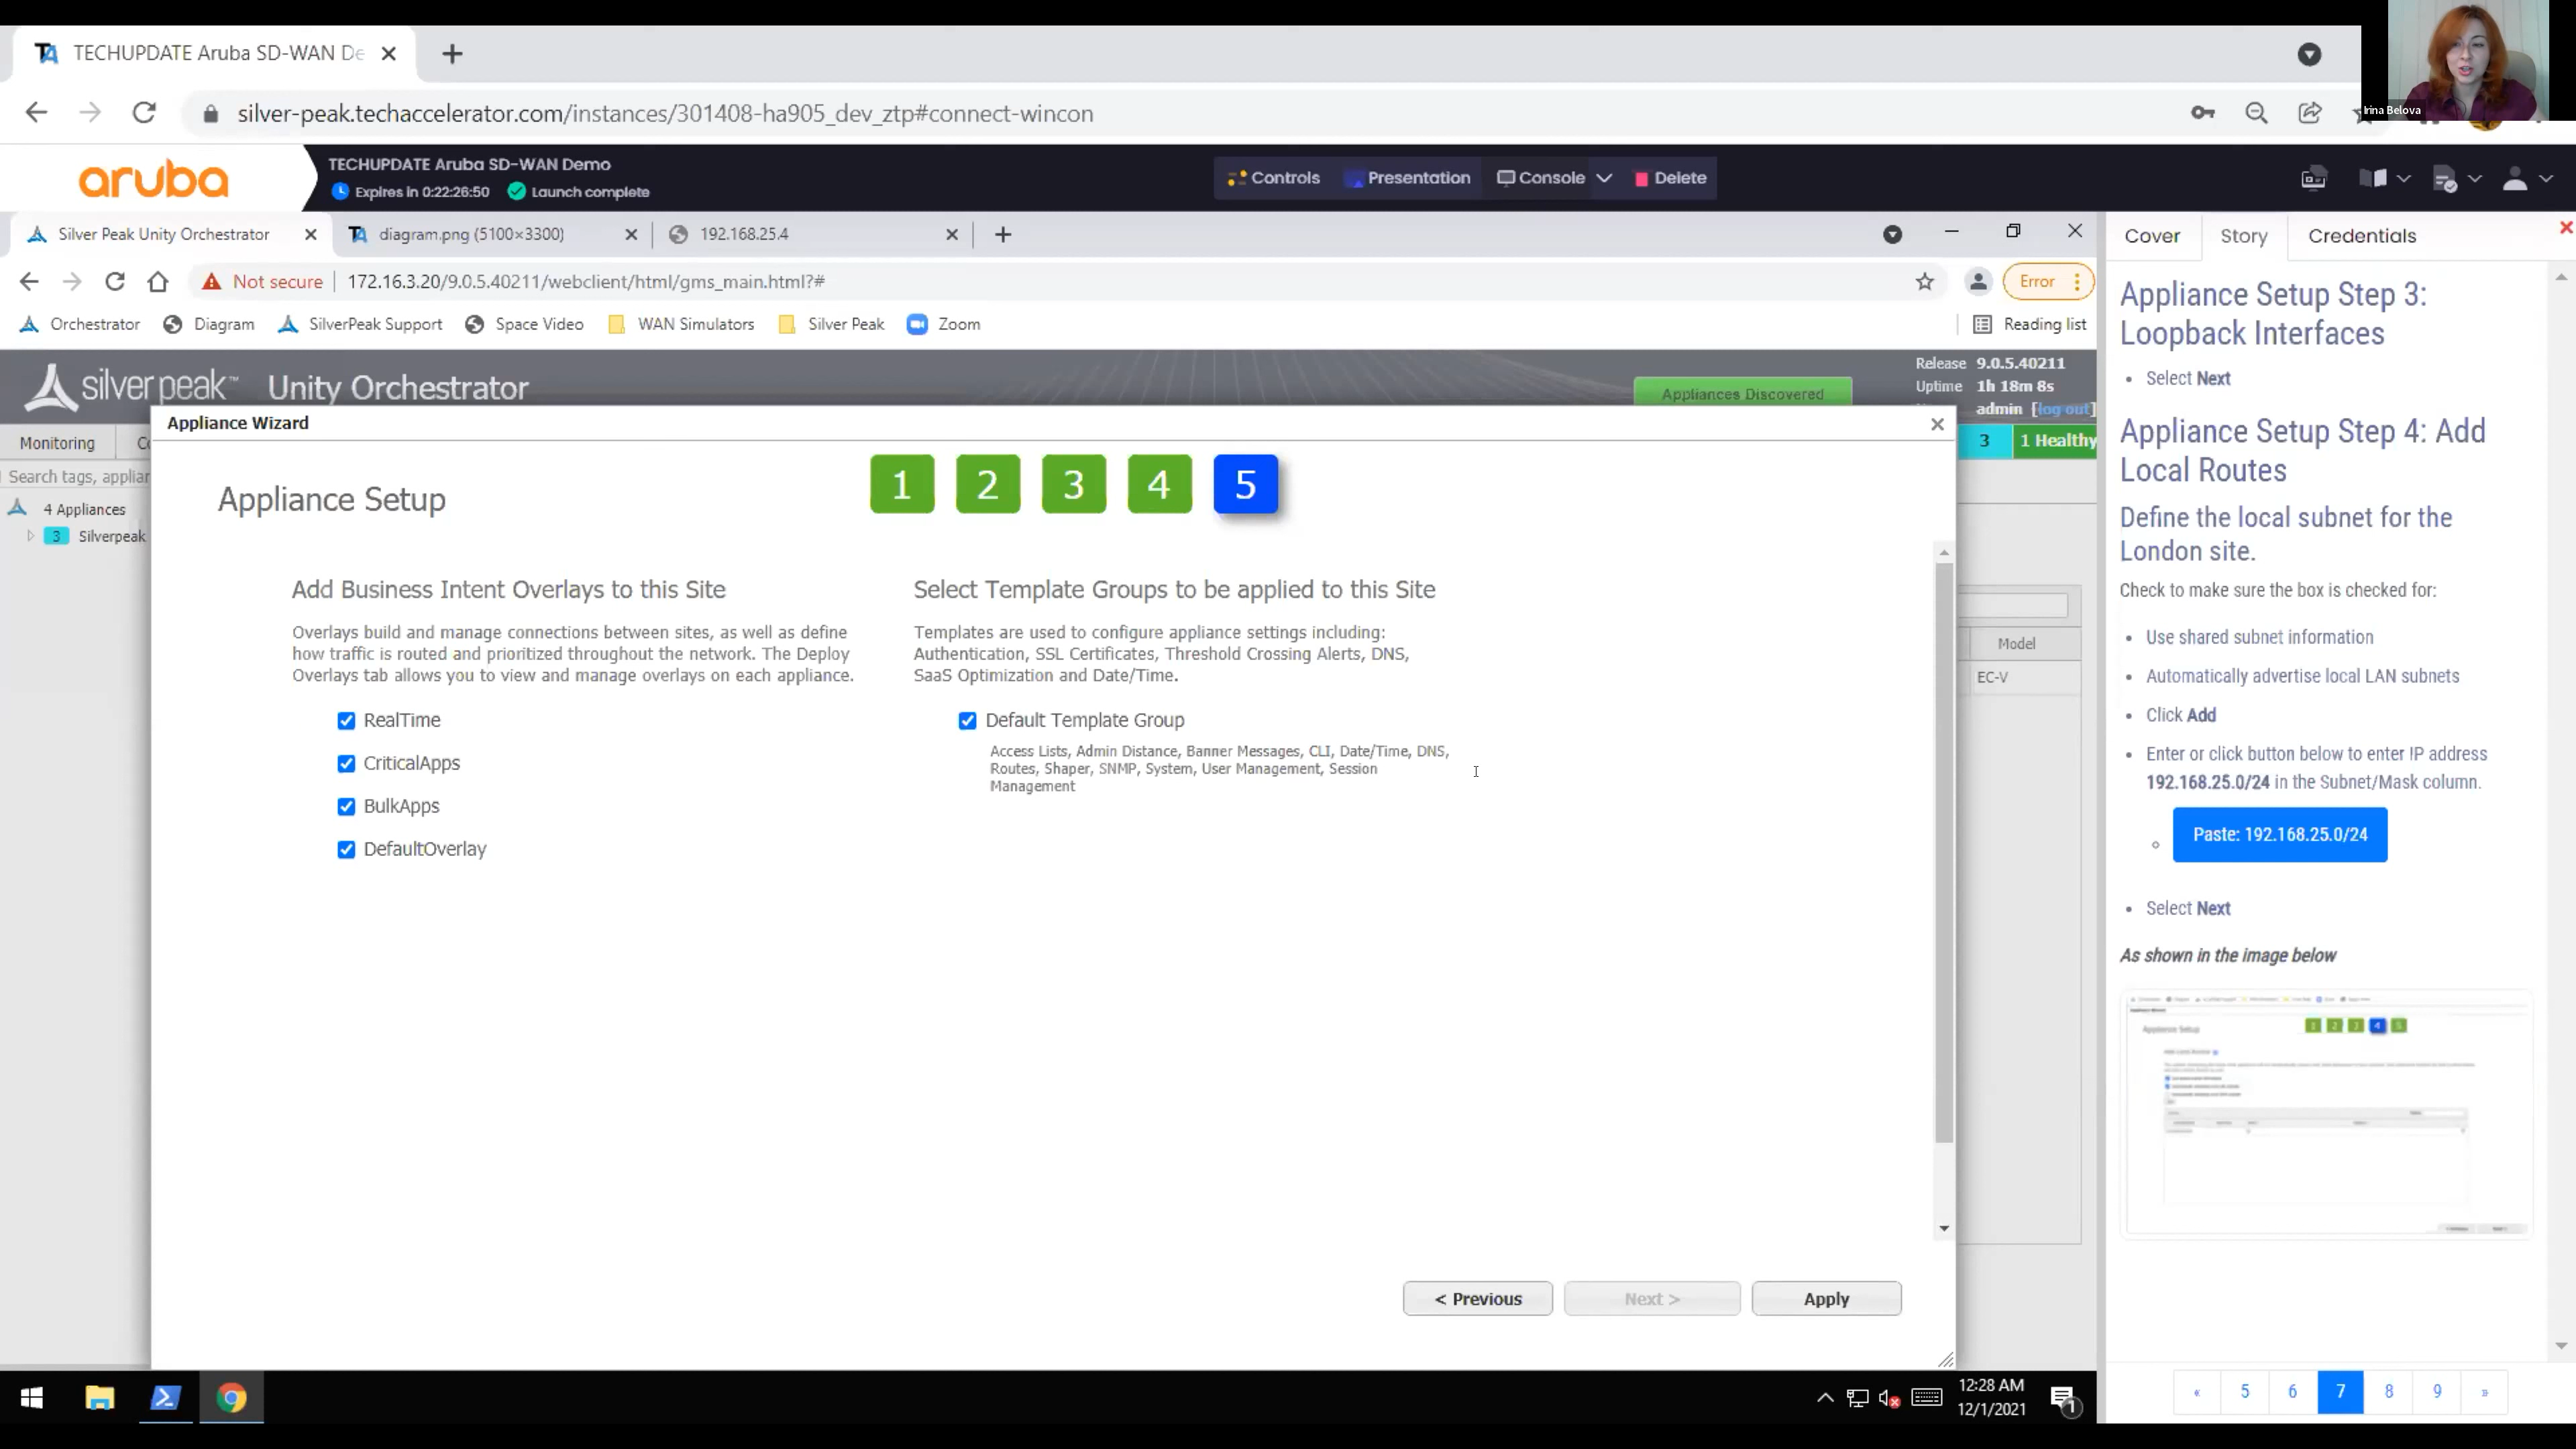 TECHUPDATE Aruba SD-WAN De
silver-peak.techaccelerator.com/instances/301408-ha905_dev_ztp#connect-wincon
Irina Belova
aruba
TECHUPDATE Aruba SD-WAN Demo
Expires in 0:22:26:50 Launch complete
Controls Presentation Console Delete
Silver Peak Unity Orchestrator
diagram.png (5100×3300)
192.168.25.4
Not secure 172.16.3.20/9.0.5.40211/webclient/html/gms_main.html?#
Error
Orchestrator Diagram SilverPeak Support Space Video WAN Simulators Silver Peak Zoom
Reading list
silver peak™ Unity Orchestrator
Appliances Discovered
Release 9.0.5.40211
Uptime 1h 18m 8s
admin [log out]
3 1 Healthy
Monitoring
Search tags, applian
4 Appliances
3 Silverpeak
Model
EC-V
Appliance Wizard
Appliance Setup
1 2 3 4 5
Add Business Intent Overlays to this Site
Overlays build and manage connections between sites, as well as define
how traffic is routed and prioritized throughout the network. The Deploy
Overlays tab allows you to view and manage overlays on each appliance.
RealTime
CriticalApps
BulkApps
DefaultOverlay
Select Template Groups to be applied to this Site
Templates are used to configure appliance settings including:
Authentication, SSL Certificates, Threshold Crossing Alerts, DNS,
SaaS Optimization and Date/Time.
Default Template Group
Access Lists, Admin Distance, Banner Messages, CLI, Date/Time, DNS,
Routes, Shaper, SNMP, System, User Management, Session
Management
< Previous
Next >
Apply
Cover Story Credentials
Appliance Setup Step 3:
Loopback Interfaces
• Select Next
Appliance Setup Step 4: Add
Local Routes
Define the local subnet for the
London site.
Check to make sure the box is checked for:
• Use shared subnet information
• Automatically advertise local LAN subnets
• Click Add
• Enter or click button below to enter IP address
192.168.25.0/24 in the Subnet/Mask column.
Paste: 192.168.25.0/24
• Select Next
As shown in the image below
Appliance Setup
1 2 3 4 5
« 5 6 7 8 9 »
12:28 AM
12/1/2021
1